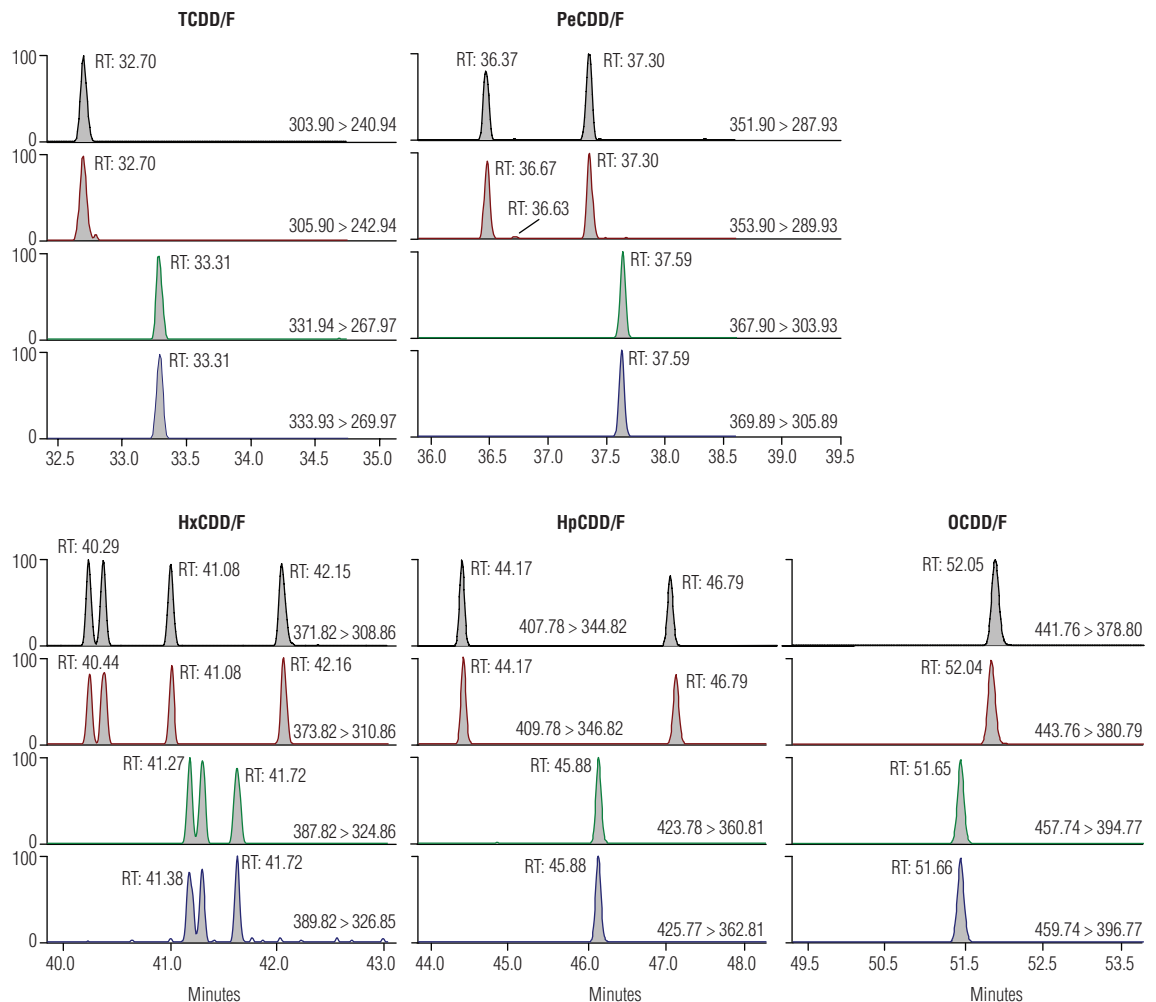 TCDD/F
100
0
RT: 32.70
303.90 > 240.94
100
0
RT: 32.70
305.90 > 242.94
100
0
RT: 33.31
331.94 > 267.97
100
0
RT: 33.31
333.93 > 269.97
32.5 33.0 33.5 34.0 34.5 35.0
PeCDD/F
RT: 36.37 RT: 37.30
351.90 > 287.93
RT: 36.67 RT: 37.30
RT: 36.63
353.90 > 289.93
RT: 37.59
367.90 > 303.93
RT: 37.59
369.89 > 305.89
36.0 36.5 37.0 37.5 38.0 38.5 39.0 39.5
HxCDD/F
100
0
RT: 40.29
RT: 41.08 RT: 42.15
371.82 > 308.86
100
0
RT: 40.44
RT: 41.08 RT: 42.16
373.82 > 310.86
100
0
RT: 41.27 RT: 41.72
387.82 > 324.86
100
0
RT: 41.38 RT: 41.72
389.82 > 326.85
40.0 41.0 42.0 43.0
Minutes
HpCDD/F
RT: 44.17 RT: 46.79
407.78 > 344.82
RT: 44.17 RT: 46.79
409.78 > 346.82
RT: 45.88
423.78 > 360.81
RT: 45.88
425.77 > 362.81
44.0 45.0 46.0 47.0 48.0
Minutes
OCDD/F
RT: 52.05
441.76 > 378.80
RT: 52.04
443.76 > 380.79
RT: 51.65
457.74 > 394.77
RT: 51.66
459.74 > 396.77
49.5 50.5 51.5 52.5 53.5
Minutes